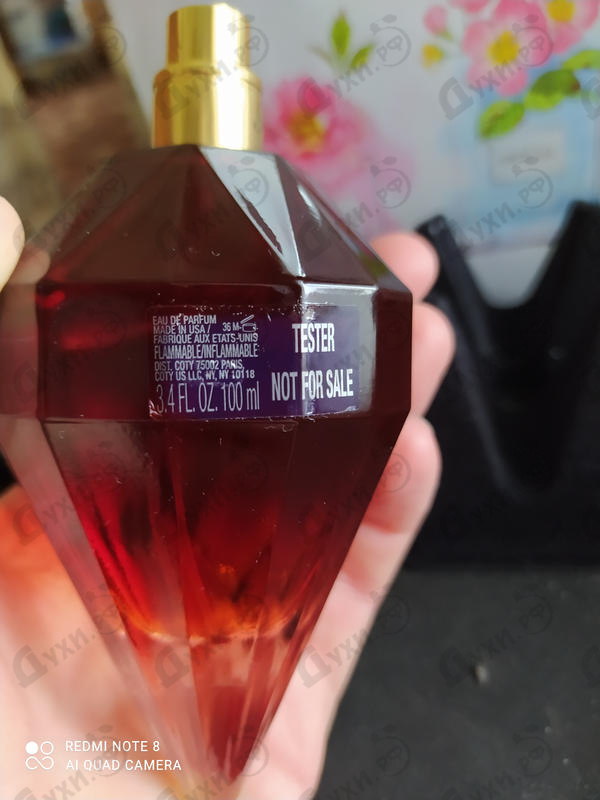 EAU DE PARFUM
MADE IN USA / 36 M
FABRIQUE AUX ETATS-UNIS
FLAMMABLE/INFLAMMABLE
DIST. COTY 75002 PARIS,
COTY US LLC, NY, NY 10118
3.4 FL. OZ. 100 ml
TESTER
NOT FOR SALE
Духи.рф
REDMI NOTE 8
AI QUAD CAMERA